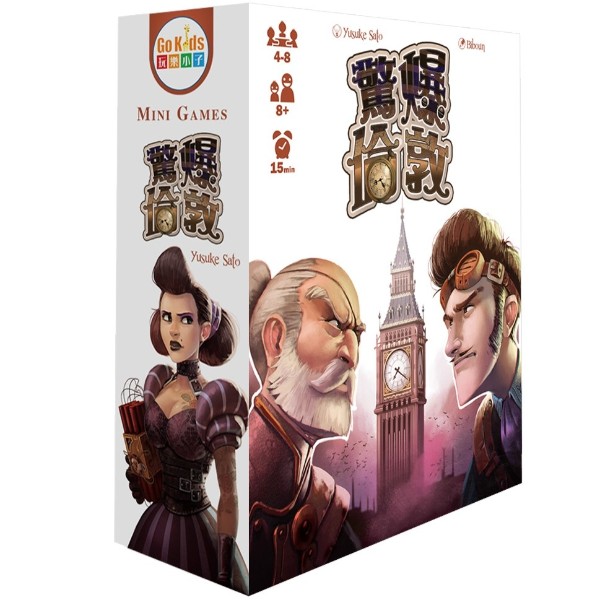 Go Kids
玩樂小子
MINI GAMES
驚爆
倫敦
Yusuke Sato
4-8
8+
15min
Yusuke Sato
Biboun
驚爆
倫敦